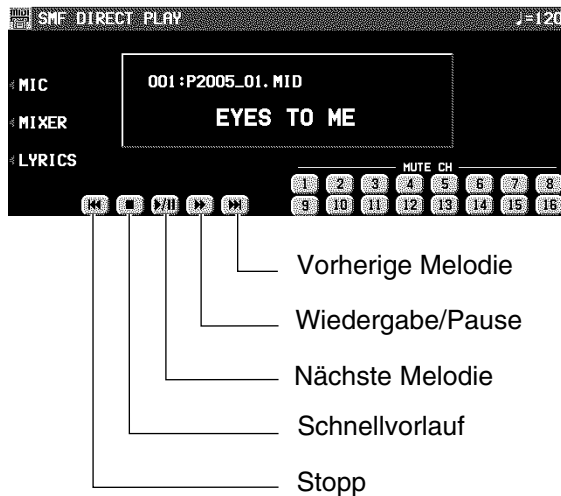 SMF DIRECT PLAY ♩=120
MIC
001:P2005_01.MID
MIXER
EYES TO ME
LYRICS
MUTE CH
1 2 3 4 5 6 7 8
9 10 11 12 13 14 15 16
Vorherige Melodie
Wiedergabe/Pause
Nächste Melodie
Schnellvorlauf
Stopp